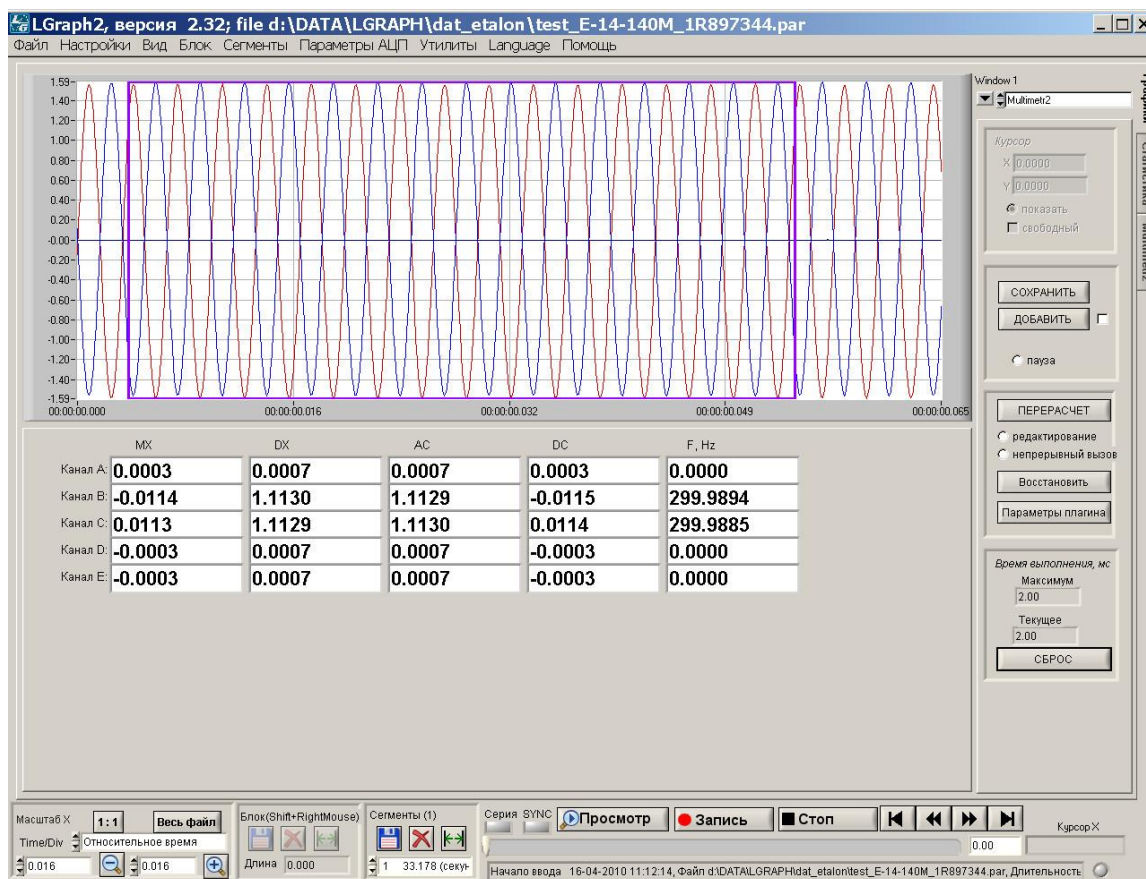 LGraph2, версия 2.32; file d:\DATA\LGRAPH\dat_etalon\test_E-14-140M_1R897344.par
Файл Настройки Вид Блок Сегменты Параметры АЦП Утилиты Language Помощь
1.59
1.40
1.20
1.00
0.80
0.60
0.40
0.20
-0.00
-0.20
-0.40
-0.60
-0.80
-1.00
-1.20
-1.40
-1.59
00:00:00.000 00:00:00.016 00:00:00.032 00:00:00.049 00:00:00.065
Window 1
Multimetr2
Курсор
X 0.0000
Y 0.0000
показать
свободный
СОХРАНИТЬ
ДОБАВИТЬ
пауза
ПЕРЕРАСЧЕТ
редактирование
непрерывный вызов
Восстановить
Параметры плагина
Время выполнения, мс
Максимум
2.00
Текущее
2.00
СБРОС
MX DX AC DC F, Hz
Канал A: 0.0003 0.0007 0.0007 0.0003 0.0000
Канал B: -0.0114 1.1130 1.1129 -0.0115 299.9894
Канал C: 0.0113 1.1129 1.1130 0.0114 299.9885
Канал D: -0.0003 0.0007 0.0007 -0.0003 0.0000
Канал E: -0.0003 0.0007 0.0007 -0.0003 0.0000
Масштаб X 1:1 Весь файл
Time/Div Относительное время
0.016 0.016
Блок(Shift+RightMouse)
Длина 0.000
Сегменты (1)
1 33.178 (секун
Серия SYNC Просмотр Запись Стоп
0.00
Курсор X
Начало ввода 16-04-2010 11:12:14, Файл d:\DATA\LGRAPH\dat_etalon\test_E-14-140M_1R897344.par, Длительность